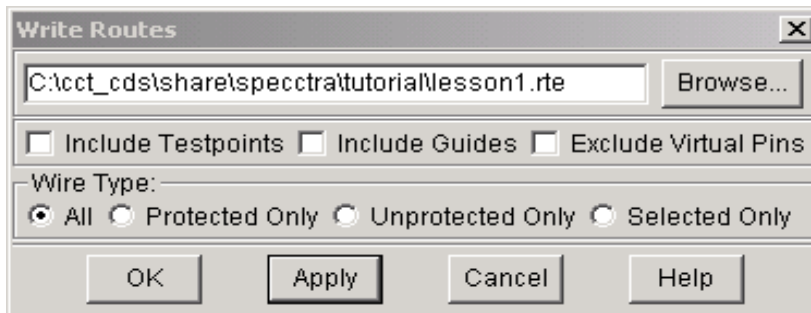 Write Routes
C:\cct_cds\share\specctra\tutorial\lesson1.rte Browse...
Include Testpoints Include Guides Exclude Virtual Pins
Wire Type:
All Protected Only Unprotected Only Selected Only
OK Apply Cancel Help